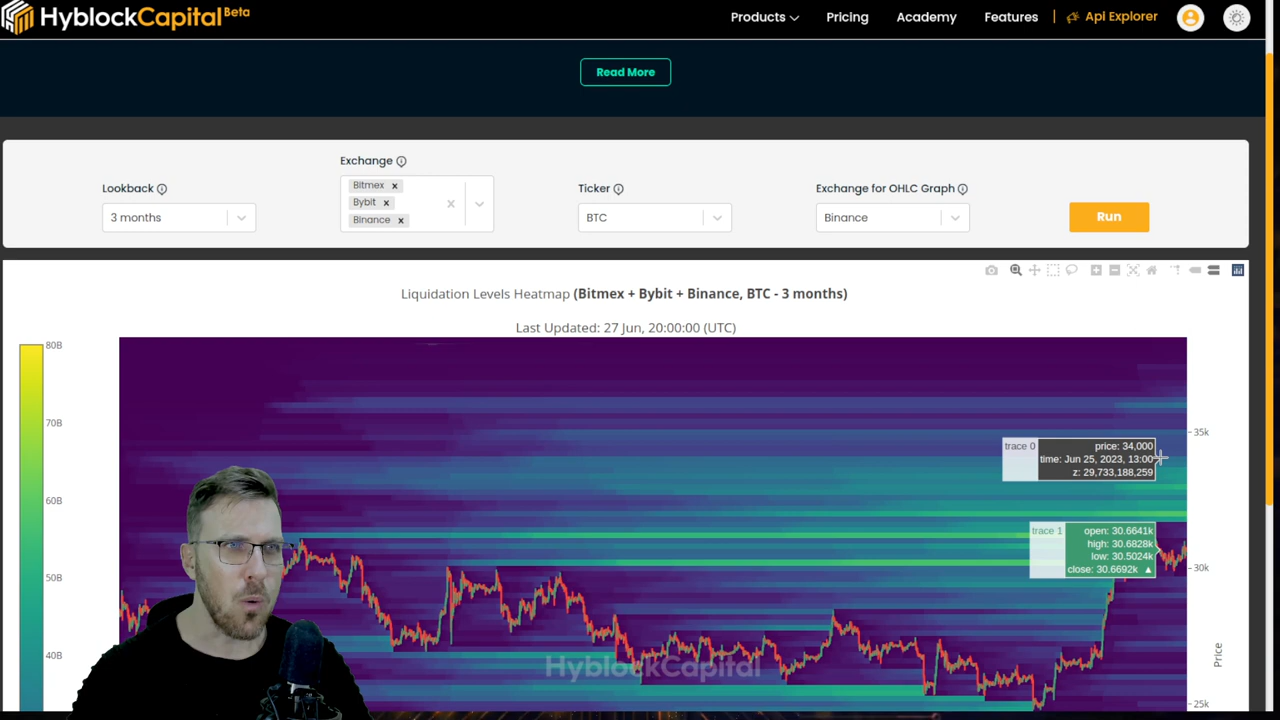 HyblockCapital Beta
Products Pricing Academy Features Api Explorer
Read More
Exchange
Lookback
Bitmex x
Bybit x
Binance x
x
Ticker
Exchange for OHLC Graph
3 months
BTC
Binance
Run
Liquidation Levels Heatmap (Bitmex + Bybit + Binance, BTC - 3 months)
Last Updated: 27 Jun, 20:00:00 (UTC)
80B
70B
60B
50B
40B
35k
30k
25k
Price
trace 0
price: 34,000
time: Jun 25, 2023, 13:00
z: 29,733,188,259
trace 1
open: 30.6641k
high: 30.6828k
low: 30.5024k
close: 30.6692k ▲
HyblockCapital